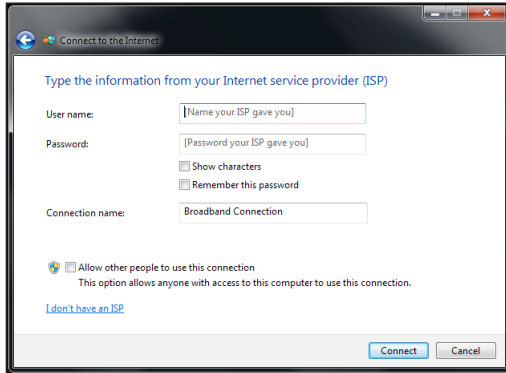 Connect to the Internet
Type the information from your Internet service provider (ISP)
User name: [Name your ISP gave you]
Password: [Password your ISP gave you]
Show characters
Remember this password
Connection name: Broadband Connection
Allow other people to use this connection
This option allows anyone with access to this computer to use this connection.
I don't have an ISP
Connect Cancel